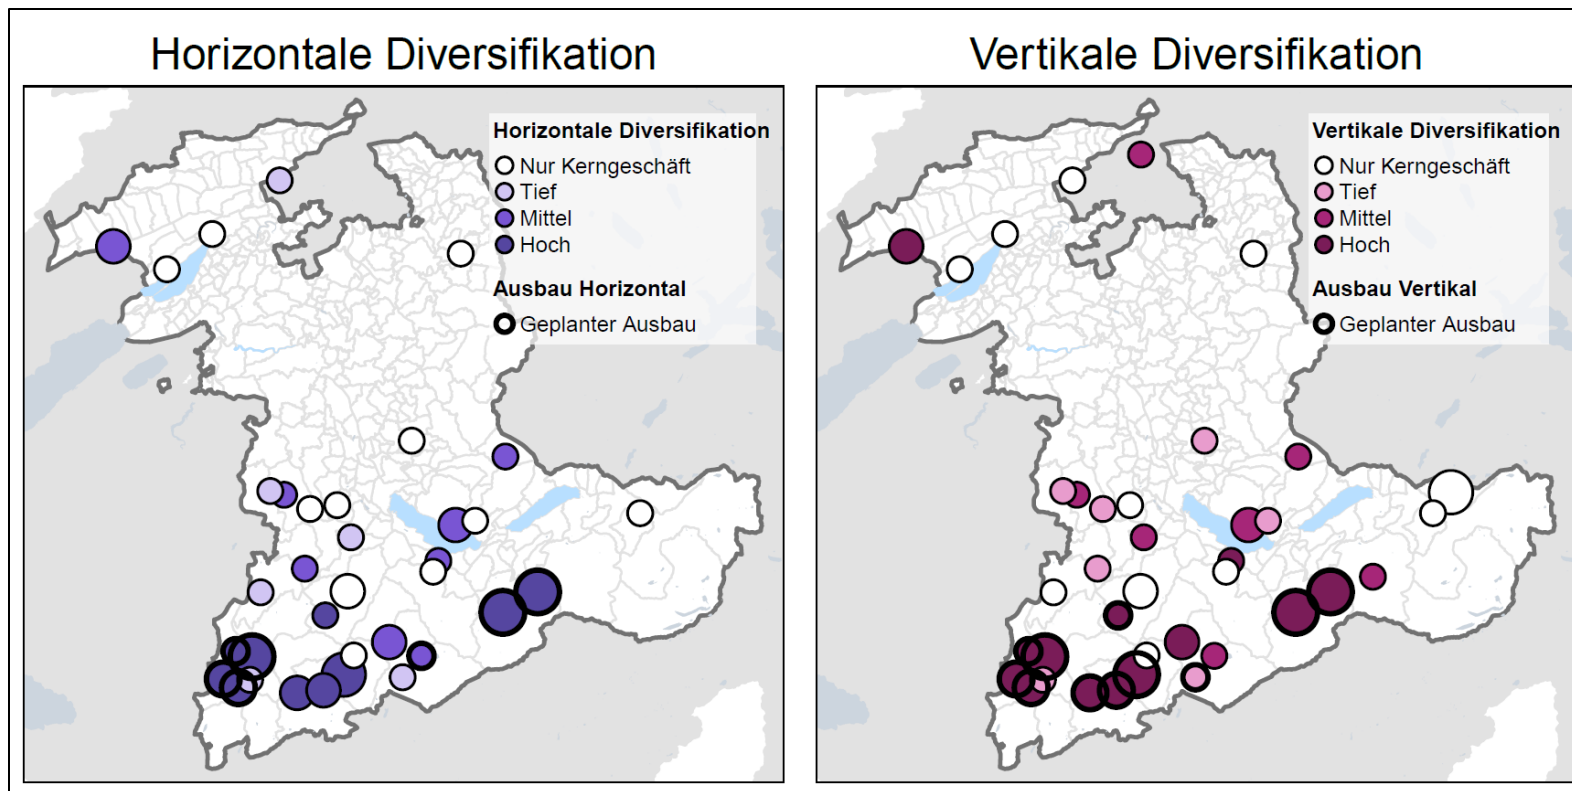 Horizontale Diversifikation
Horizontale Diversifikation
Nur Kerngeschäft
Tief
Mittel
Hoch
Ausbau Horizontal
Geplanter Ausbau
Vertikale Diversifikation
Vertikale Diversifikation
Nur Kerngeschäft
Tief
Mittel
Hoch
Ausbau Vertikal
Geplanter Ausbau